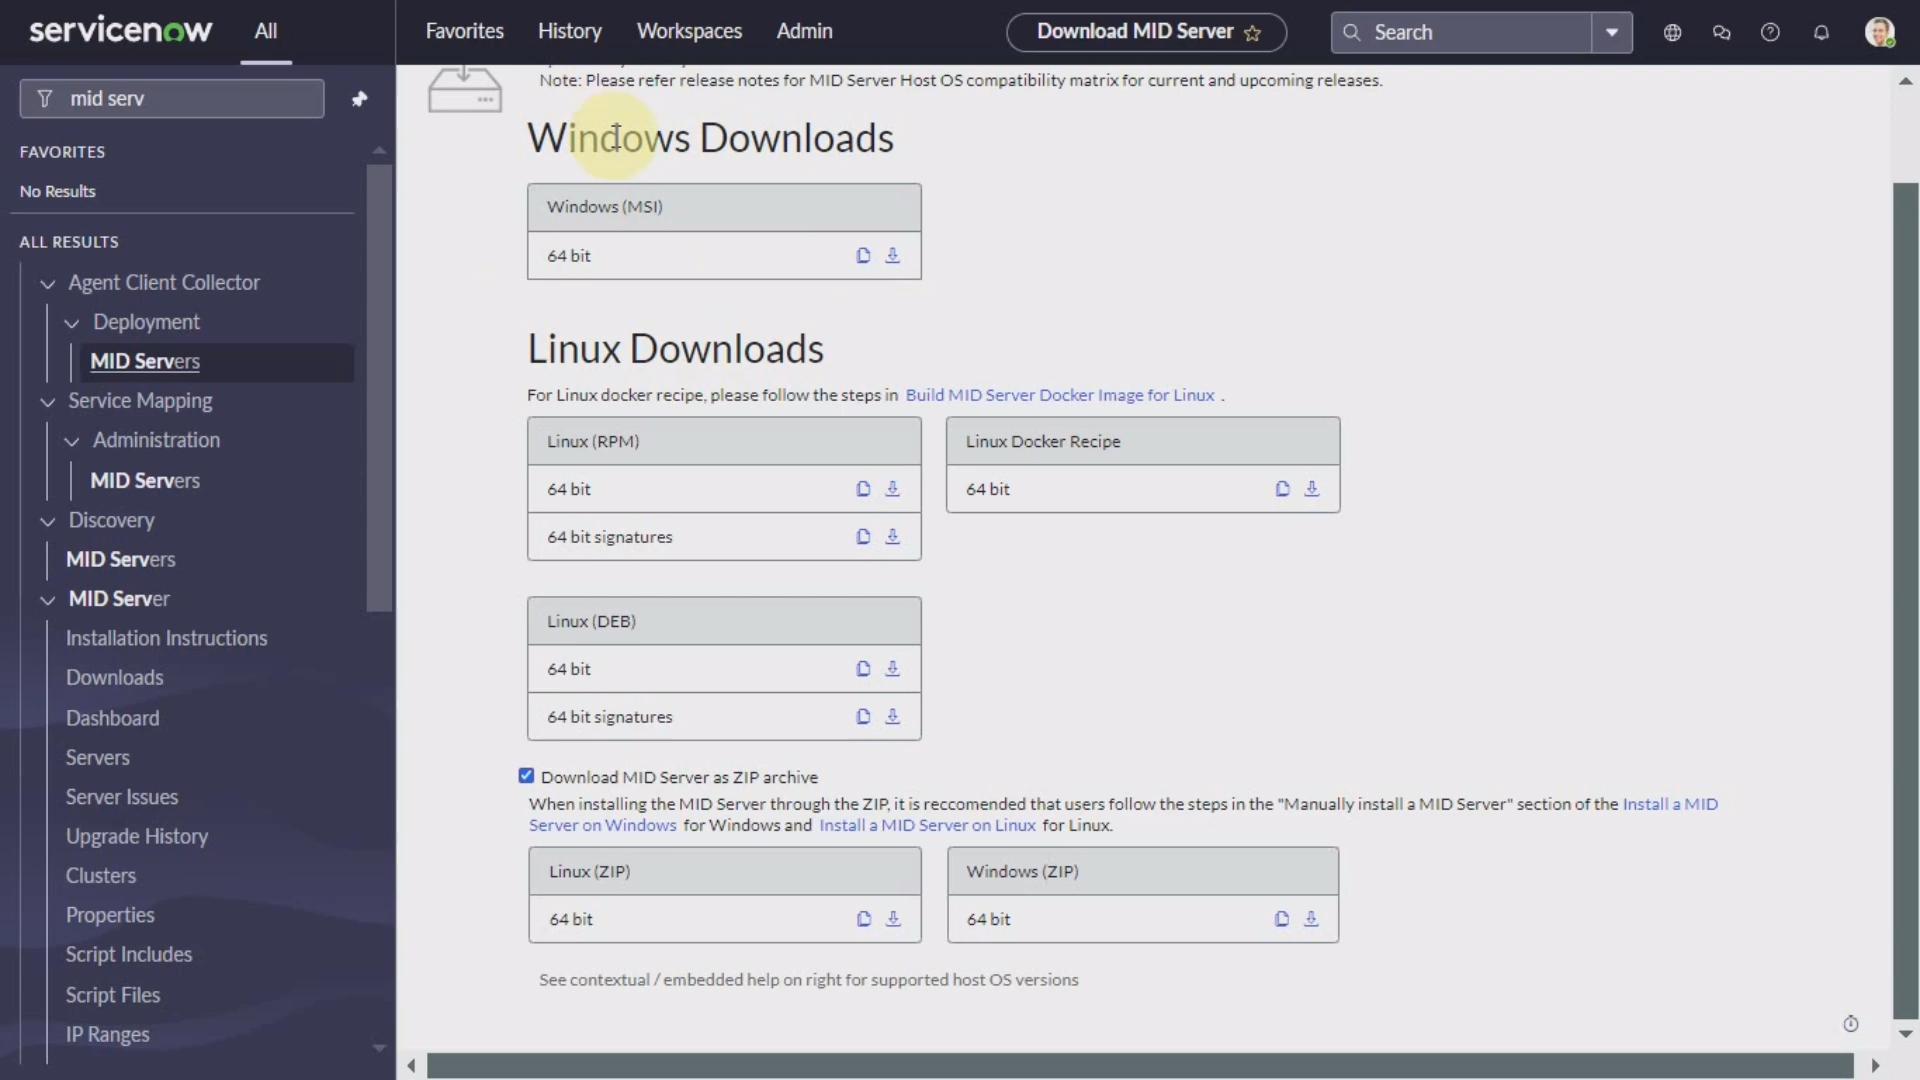 servicenow
All
Favorites
History
Workspaces
Admin
Download MID Server
Search
mid serv
FAVORITES
No Results
ALL RESULTS
Agent Client Collector
Deployment
MID Servers
Service Mapping
Administration
MID Servers
Discovery
MID Servers
MID Server
Installation Instructions
Downloads
Dashboard
Servers
Server Issues
Upgrade History
Clusters
Properties
Script Includes
Script Files
IP Ranges
Note: Please refer release notes for MID Server Host OS compatibility matrix for current and upcoming releases.
Windows Downloads
Windows (MSI)
64 bit
Linux Downloads
For Linux docker recipe, please follow the steps in Build MID Server Docker Image for Linux .
Linux (RPM)
64 bit
64 bit signatures
Linux Docker Recipe
64 bit
Linux (DEB)
64 bit
64 bit signatures
Download MID Server as ZIP archive
When installing the MID Server through the ZIP, it is reccomended that users follow the steps in the "Manually install a MID Server" section of the Install a MID
Server on Windows for Windows and Install a MID Server on Linux for Linux.
Linux (ZIP)
64 bit
Windows (ZIP)
64 bit
See contextual / embedded help on right for supported host OS versions